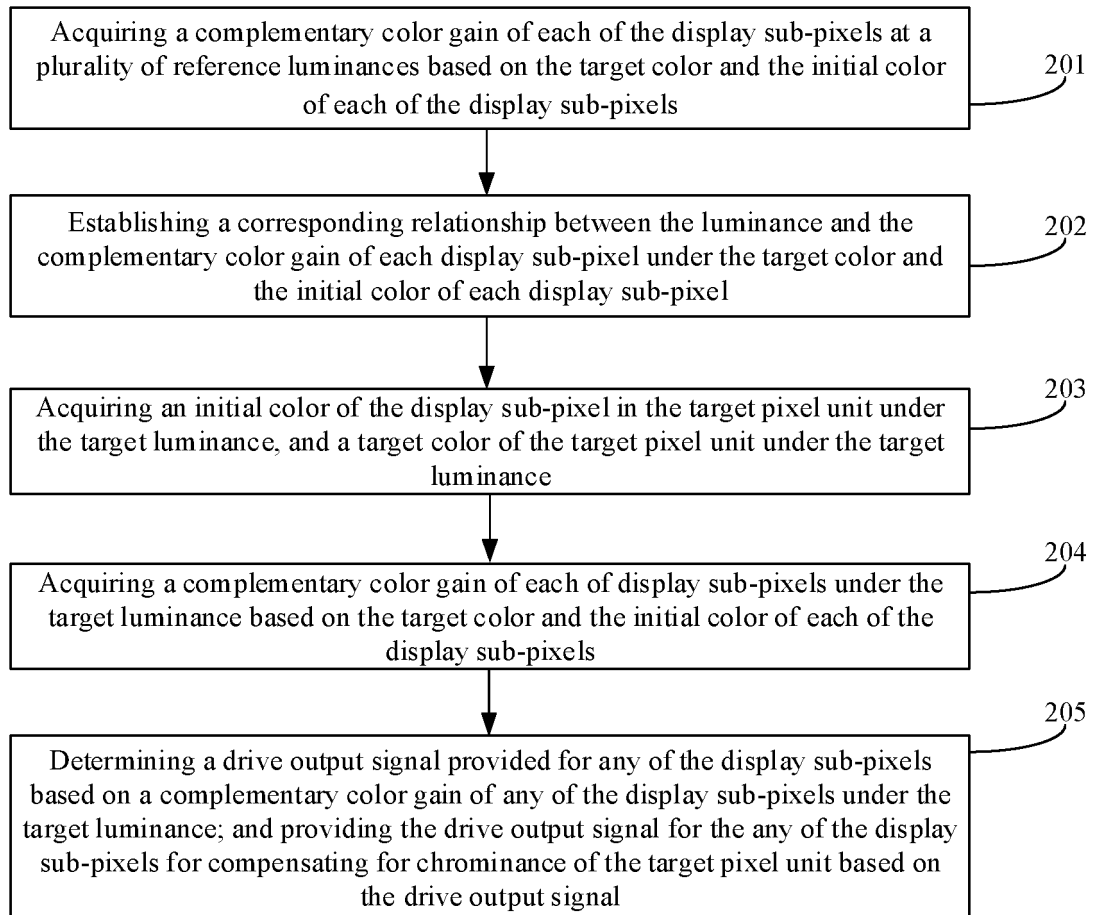 Acquiring a complementary color gain of each of the display sub-pixels at a
plurality of reference luminances based on the target color and the initial color
of each of the display sub-pixels
201
Establishing a corresponding relationship between the luminance and the
complementary color gain of each display sub-pixel under the target color and
the initial color of each display sub-pixel
202
Acquiring an initial color of the display sub-pixel in the target pixel unit under
the target luminance, and a target color of the target pixel unit under the target
luminance
203
Acquiring a complementary color gain of each of display sub-pixels under the
target luminance based on the target color and the initial color of each of the
display sub-pixels
204
Determining a drive output signal provided for any of the display sub-pixels
based on a complementary color gain of any of the display sub-pixels under the
target luminance; and providing the drive output signal for the any of the display
sub-pixels for compensating for chrominance of the target pixel unit based on
the drive output signal
205